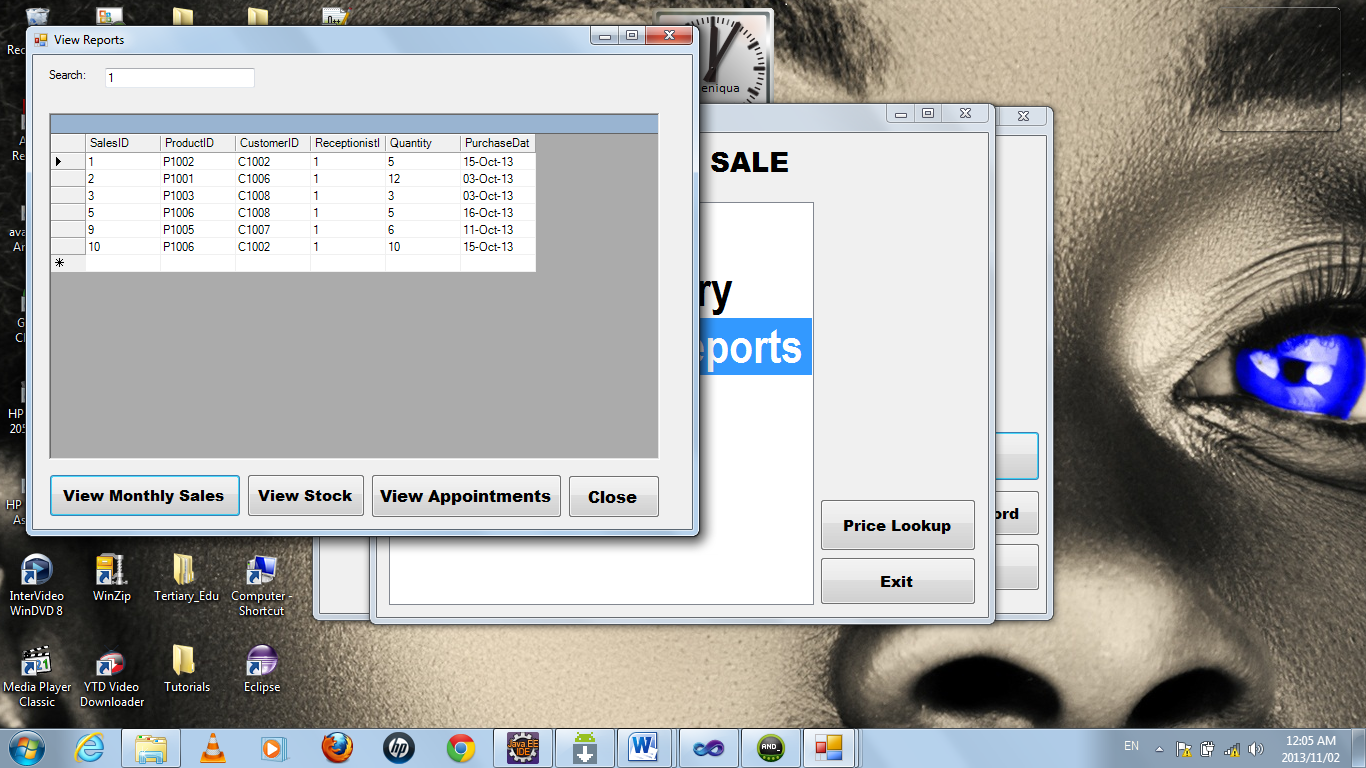 View Reports
Search: 1
SalesID ProductID CustomerID ReceptionistI Quantity PurchaseDat
1 P1002 C1002 1 5 15-Oct-13
2 P1001 C1006 1 12 03-Oct-13
3 P1003 C1008 1 3 03-Oct-13
5 P1006 C1008 1 5 16-Oct-13
9 P1005 C1007 1 6 11-Oct-13
10 P1006 C1002 1 10 15-Oct-13
View Monthly Sales View Stock View Appointments Close
eniqua
SALE
ry
eports
Price Lookup
Exit
ord
Rec
A
Re
ava
Ar
G
Cl
HP
205
HP
As
n++
InterVideo
WinDVD 8
WinZip
Tertiary_Edu
Computer -
Shortcut
Media Player
Classic
YTD Video
Downloader
Tutorials
Eclipse
21
hp
Java EE
IDE
W
AND_
EN
12:05 AM
2013/11/02